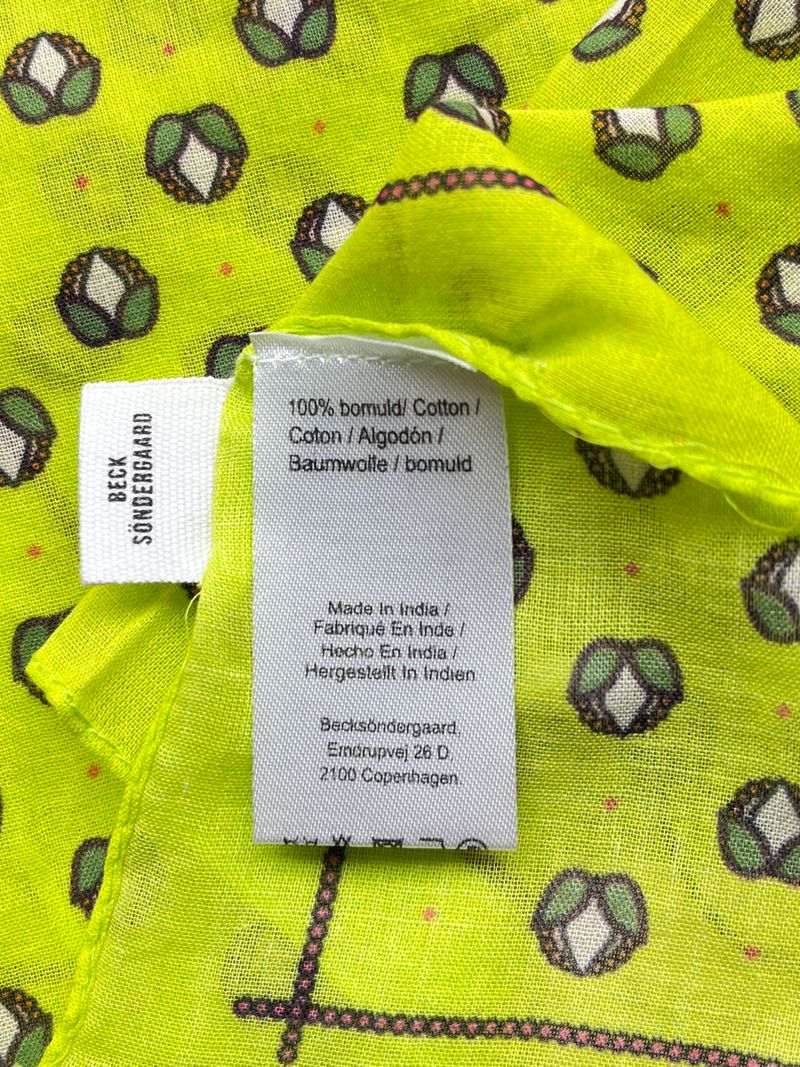 BECK
SÖNDERGAARD
100% bomuld/ Cotton /
Coton / Algodón /
Baumwolle / bomuld
Made In India /
Fabriqué En Inde /
Hecho En India /
Hergestellt In Indien
Becksöndergaard.
Emdrupvej 26 D.
2100 Copenhagen.